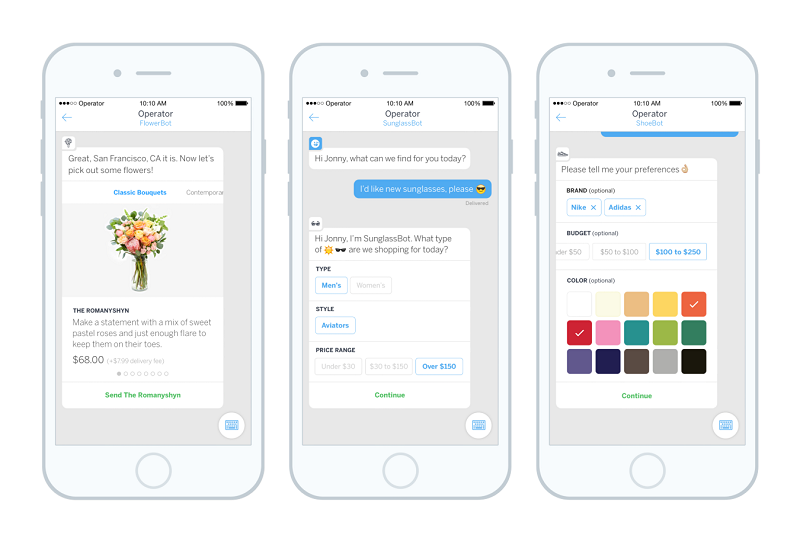 ●●●○○ Operator 10:10 AM 100%
Operator
FlowerBot
Great, San Francisco, CA it is. Now let's
pick out some flowers!
Classic Bouquets Contemporar
THE ROMANYSHYN
Make a statement with a mix of sweet
pastel roses and just enough flare to
keep them on their toes.
$68.00 (+$7.99 delivery fee)
Send The Romanyshyn
●●●○○ Operator 10:10 AM 100%
Operator
SunglassBot
Hi Jonny, what can we find for you today?
I'd like new sunglasses, please 😎
Delivered
Hi Jonny, I'm SunglassBot. What type
of ☀️ 🕶️ are we shopping for today?
TYPE
Men's Women's
STYLE
Aviators
PRICE RANGE
Under $30 $30 to $150 Over $150
Continue
●●●○○ Operator 10:10 AM 100%
Operator
ShoeBot
Please tell me your preferences 👌
BRAND (optional)
Nike ✕ Adidas ✕
BUDGET (optional)
der $50 $50 to $100 $100 to $250
COLOR (optional)
Continue